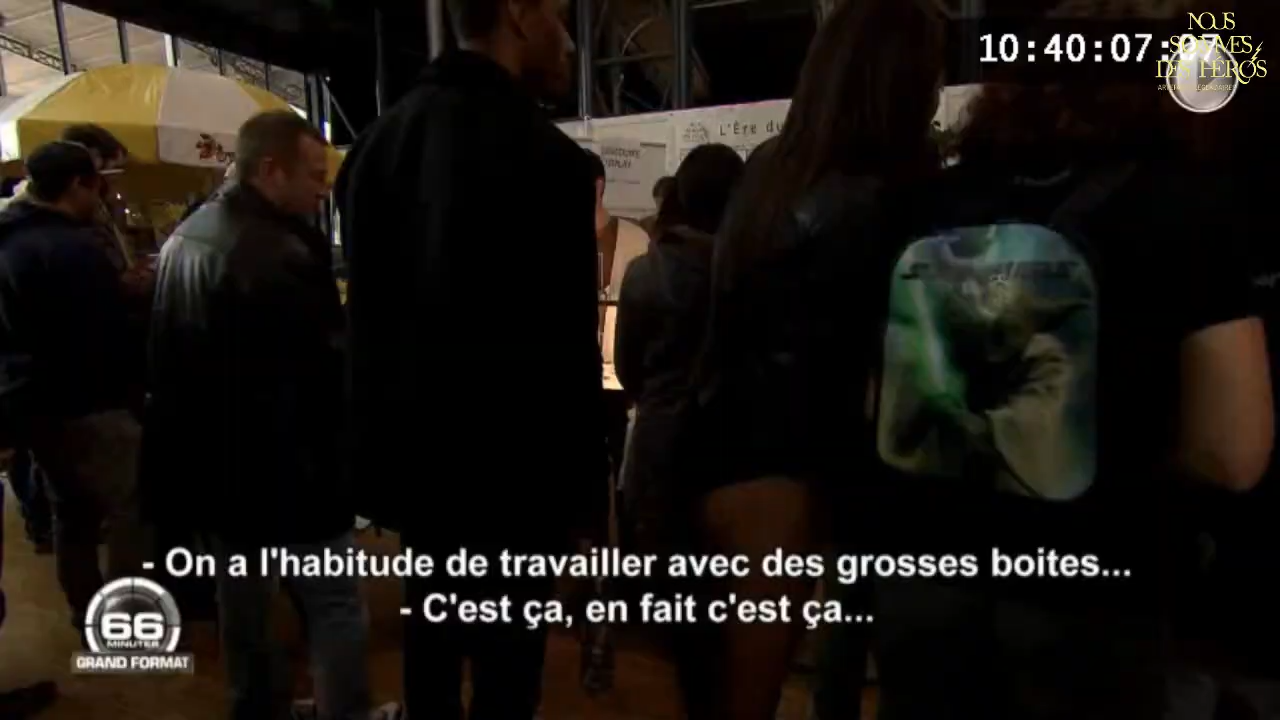 10:40:07:07
NOUS
SOMMES
DES HÉROS
L'Ère du
- On a l'habitude de travailler avec des grosses boites...
- C'est ça, en fait c'est ça...
66
MINUTES
GRAND FORMAT